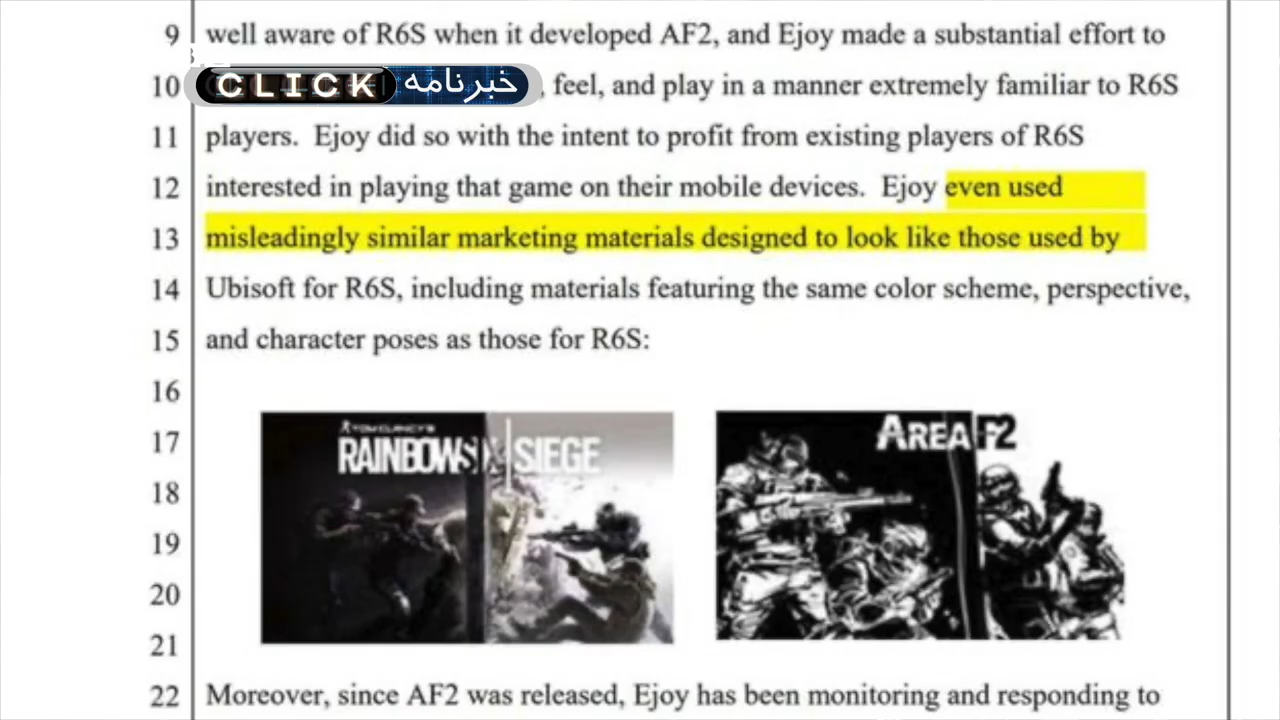 9 well aware of R6S when it developed AF2, and Ejoy made a substantial effort to
10 CLICK خبرنامه , feel, and play in a manner extremely familiar to R6S
11 players. Ejoy did so with the intent to profit from existing players of R6S
12 interested in playing that game on their mobile devices. Ejoy even used
13 misleadingly similar marketing materials designed to look like those used by
14 Ubisoft for R6S, including materials featuring the same color scheme, perspective,
15 and character poses as those for R6S:
16
17
TOM CLANCY'S
RAINBOW SIX SIEGE
AREA F2
18
19
20
21
22 Moreover, since AF2 was released, Ejoy has been monitoring and responding to